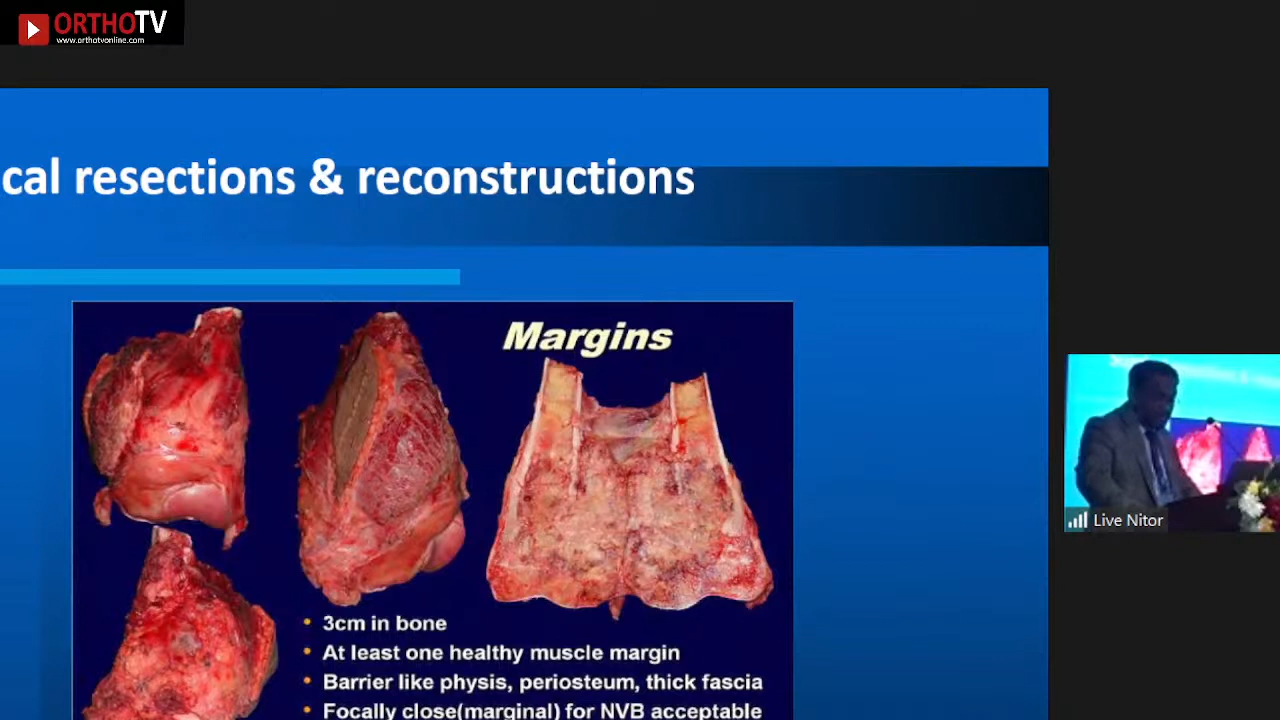 ORTHOTV
www.orthotvonline.com
cal resections & reconstructions
Margins
• 3cm in bone
• At least one healthy muscle margin
• Barrier like physis, periosteum, thick fascia
• Focally close(marginal) for NVB acceptable
Live Nitor